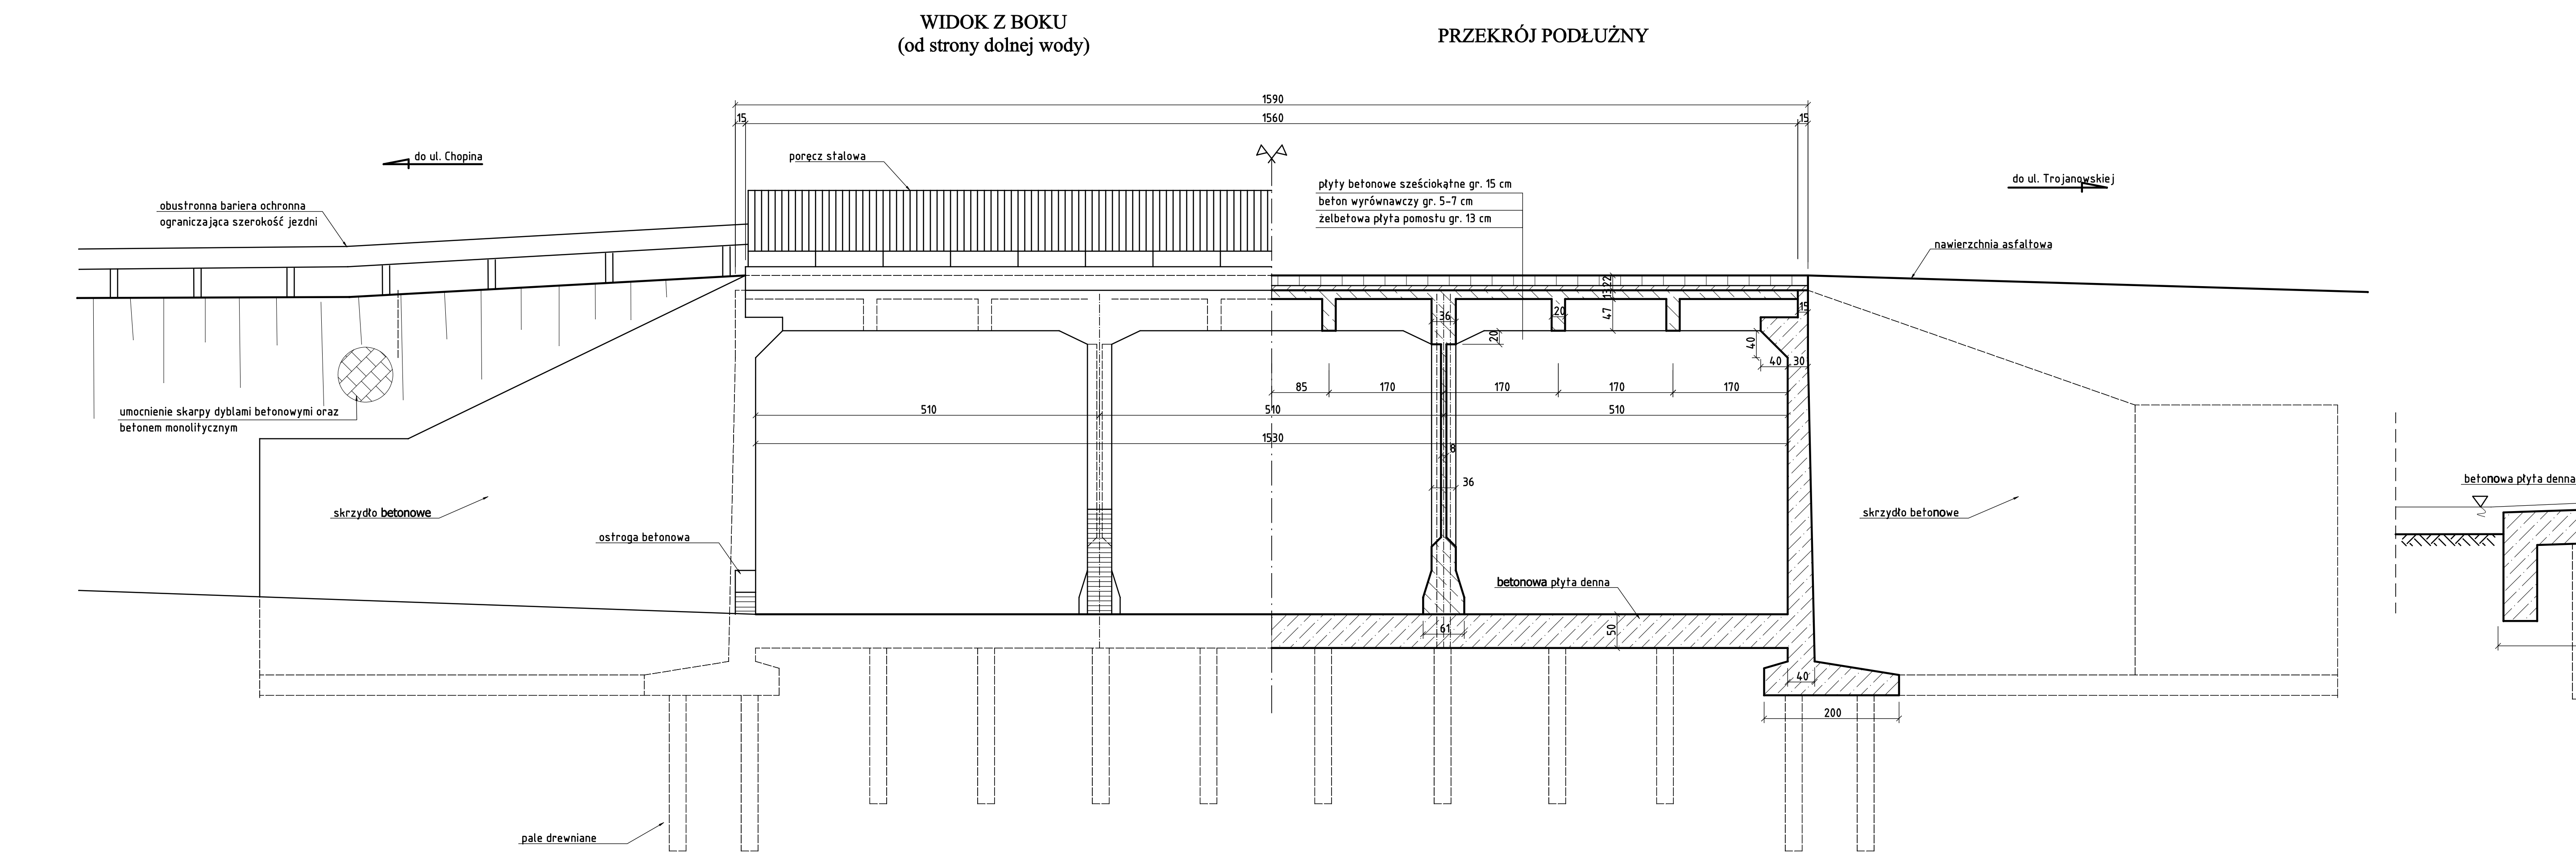 WIDOK Z BOKU
(od strony dolnej wody)
PRZEKRÓJ PODŁUŻNY
1590
15
1560
15
do ul. Chopina
poręcz stalowa
do ul. Trojanowskiej
płyty betonowe sześciokątne gr. 15 cm
beton wyrównawczy gr. 5-7 cm
żelbetowa płyta pomostu gr. 13 cm
obustronna bariera ochronna
ograniczająca szerokość jezdni
nawierzchnia asfaltowa
22
13
47
36
20
15
20
40
40
30
85
170
170
170
170
umocnienie skarpy dyblami betonowymi oraz
betonem monolitycznym
510
510
510
1530
8
36
betonowa płyta denna
skrzydło betonowe
skrzydło betonowe
ostroga betonowa
betonowa płyta denna
61
50
40
200
pale drewniane